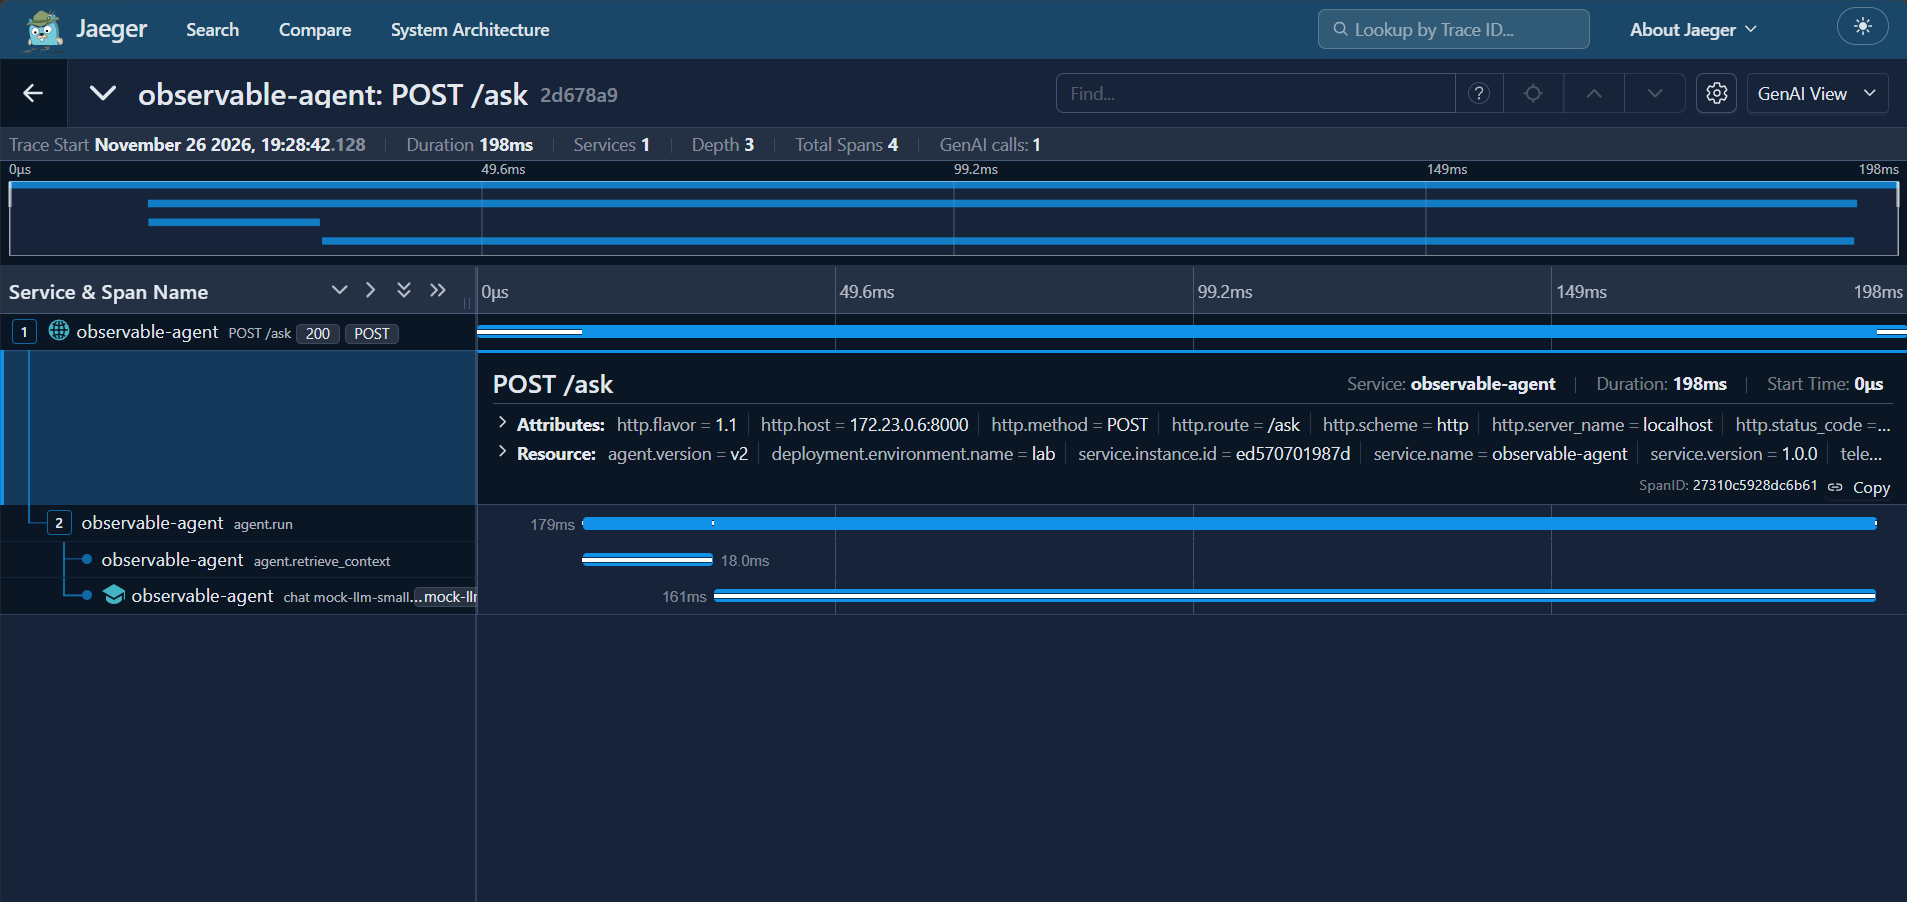 Jaeger Search Compare System Architecture Lookup by Trace ID... About Jaeger
observable-agent: POST /ask 2d678a9 Find... ? GenAI View
Trace Start November 26 2026, 19:28:42.128 Duration 198ms Services 1 Depth 3 Total Spans 4 GenAI calls: 1
0μs 49.6ms 99.2ms 149ms 198ms
Service & Span Name 0μs 49.6ms 99.2ms 149ms 198ms
1 observable-agent POST /ask 200 POST
POST /ask Service: observable-agent Duration: 198ms Start Time: 0μs
Attributes: http.flavor = 1.1 http.host = 172.23.0.6:8000 http.method = POST http.route = /ask http.scheme = http http.server_name = localhost http.status_code =...
Resource: agent.version = v2 deployment.environment.name = lab service.instance.id = ed570701987d service.name = observable-agent service.version = 1.0.0 tele...
SpanID: 27310c5928dc6b61 Copy
2 observable-agent agent.run 179ms
observable-agent agent.retrieve_context 18.0ms
observable-agent chat mock-llm-small... mock-llm 161ms